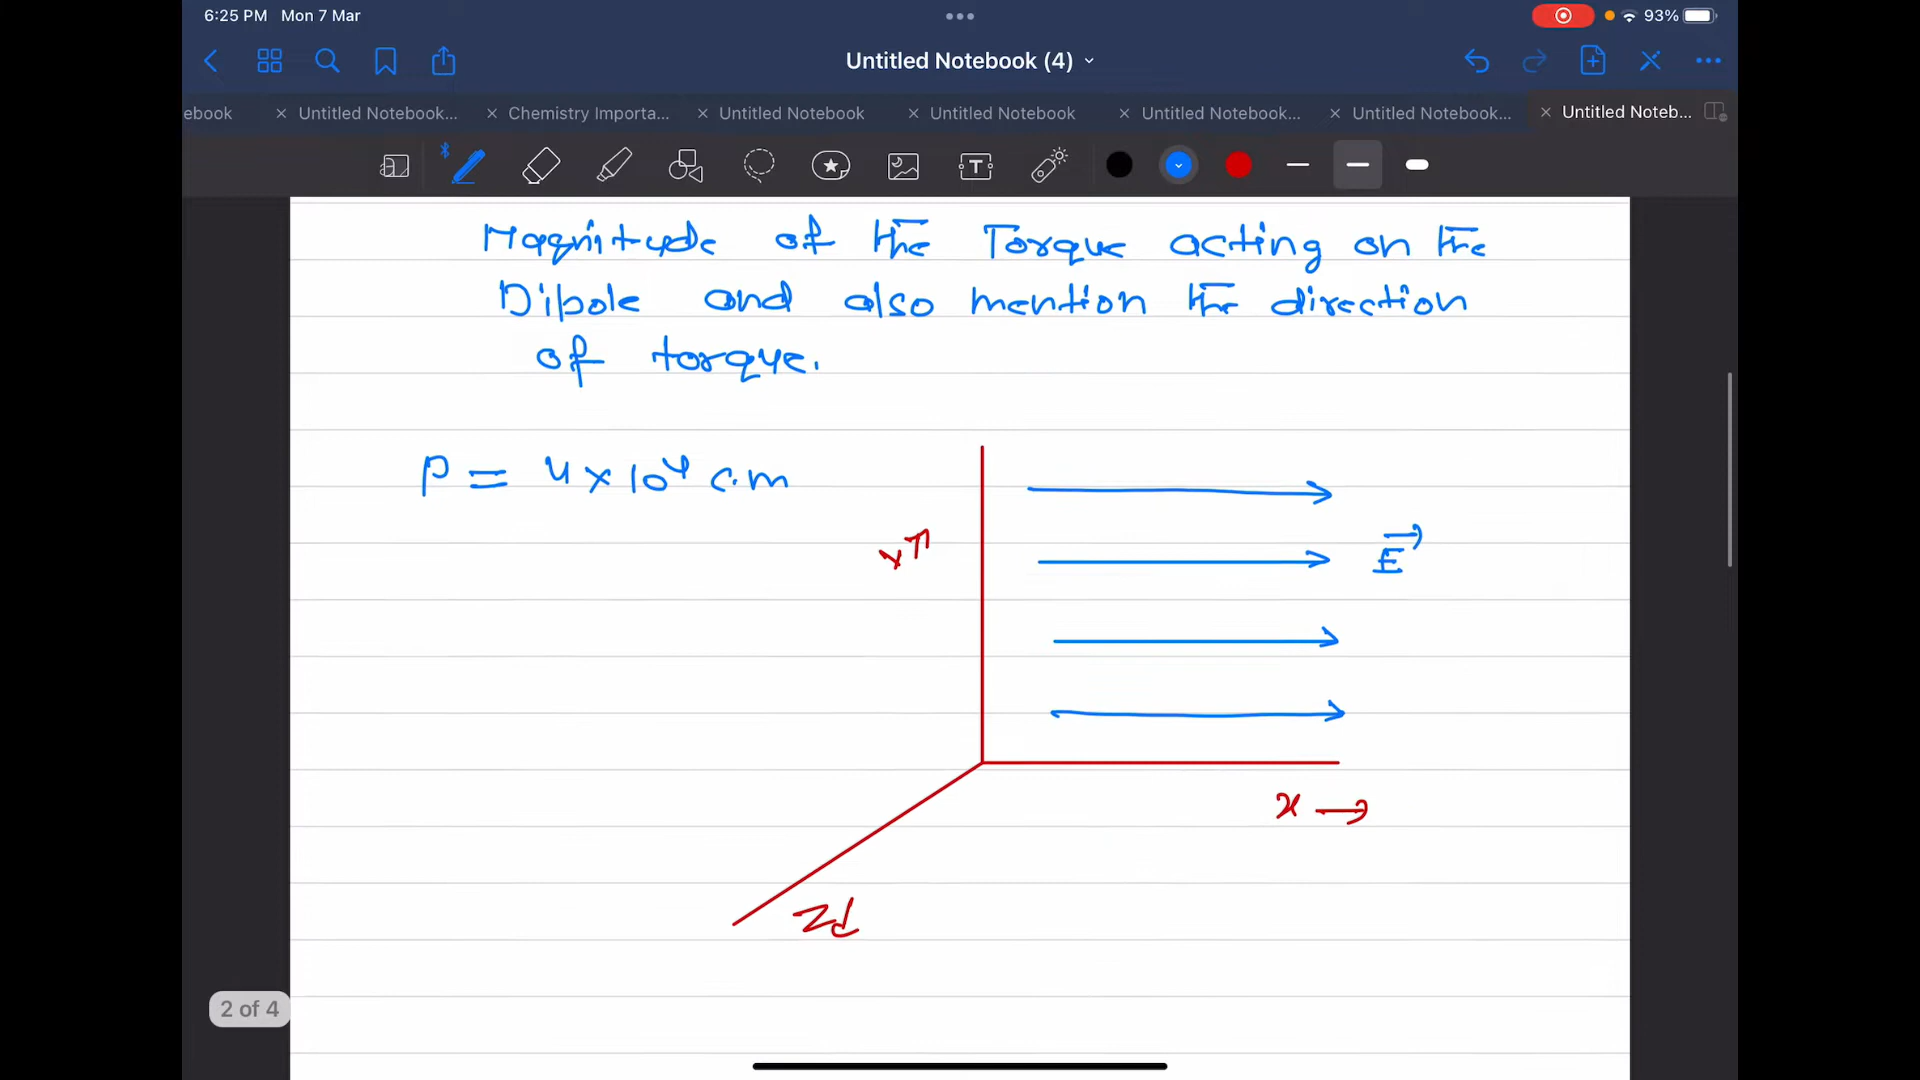 6:25 PM Mon 7 Mar
93%
Untitled Notebook (4)
ebook
Untitled Notebook...
Chemistry Importa...
Untitled Notebook
Untitled Notebook
Untitled Notebook...
Untitled Notebook...
Untitled Noteb...
T
Magnitude of the Torque acting on the
Dipole and also mention the direction
of torque.
P = 4 × 10⁴ C.m
Y↑
E→
x →
Z
2 of 4